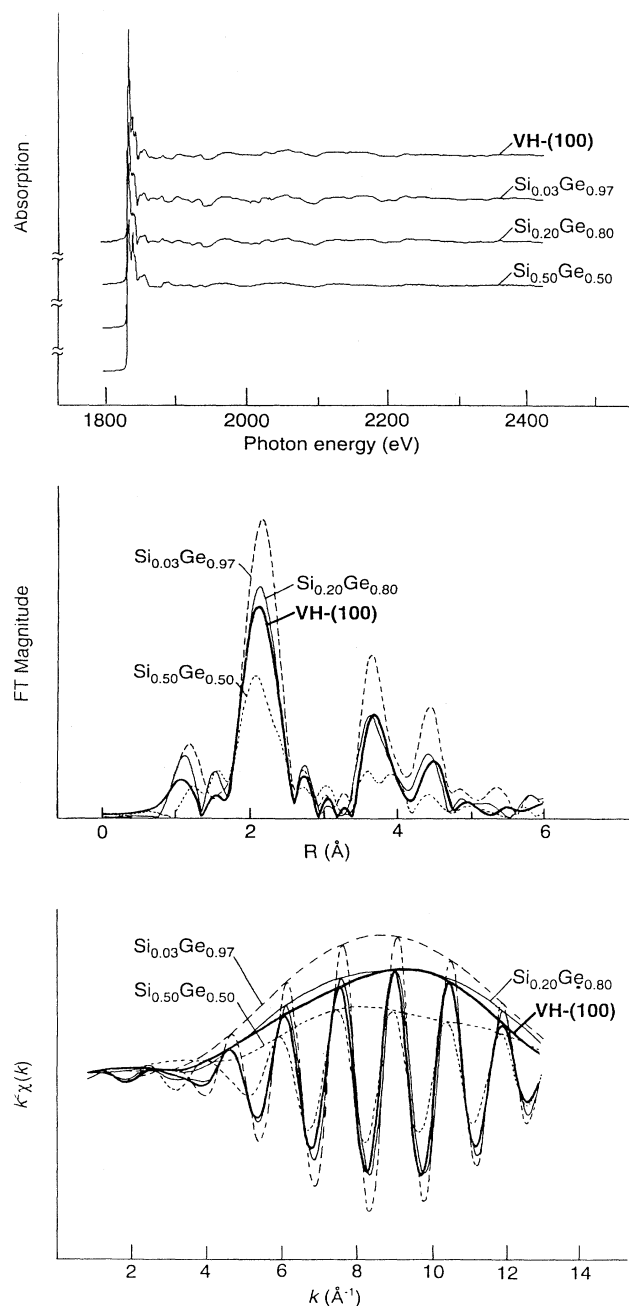 Absorption
VH-(100)
Si0.03Ge0.97
Si0.20Ge0.80
Si0.50Ge0.50
1800 2000 2200 2400
Photon energy (eV)
FT Magnitude
Si0.03Ge0.97
Si0.20Ge0.80
VH-(100)
Si0.50Ge0.50
0 2 4 6
R (Å)
k²χ(k)
Si0.03Ge0.97
Si0.50Ge0.50
Si0.20Ge0.80
VH-(100)
2 4 6 8 10 12 14
k (Å-1)